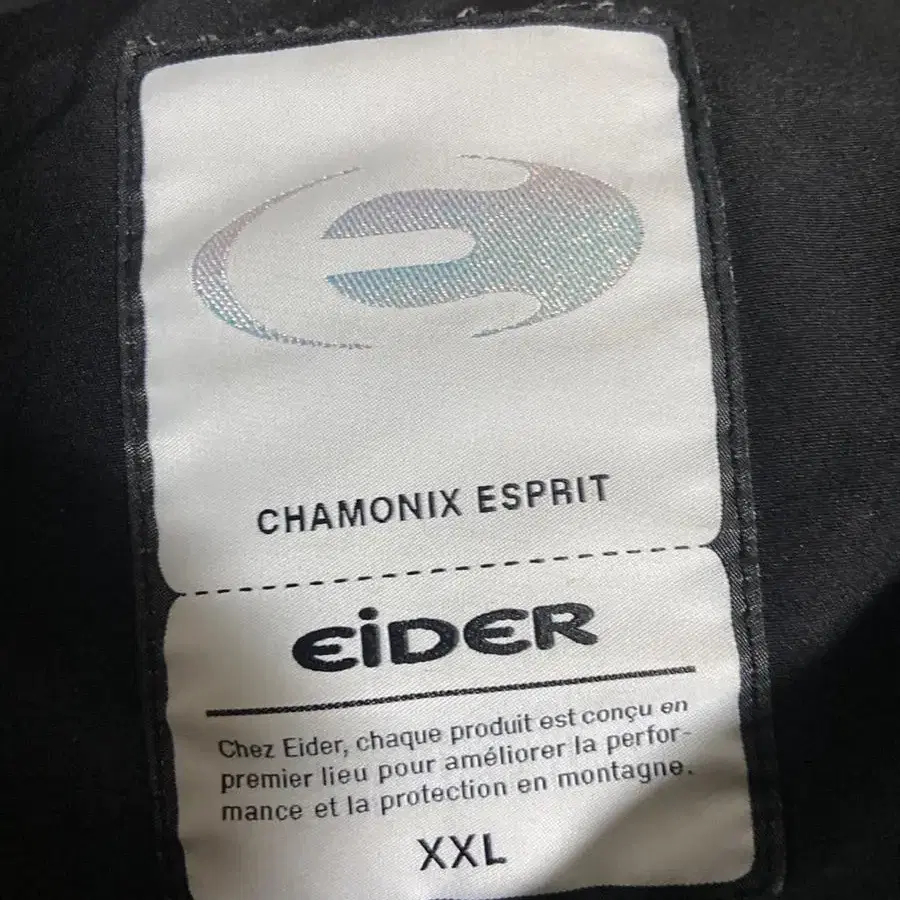 CHAMONIX ESPRIT
EiDER
Chez Eider, chaque produit est conçu en
premier lieu pour améliorer la perfor-
mance et la protection en montagne.
XXL